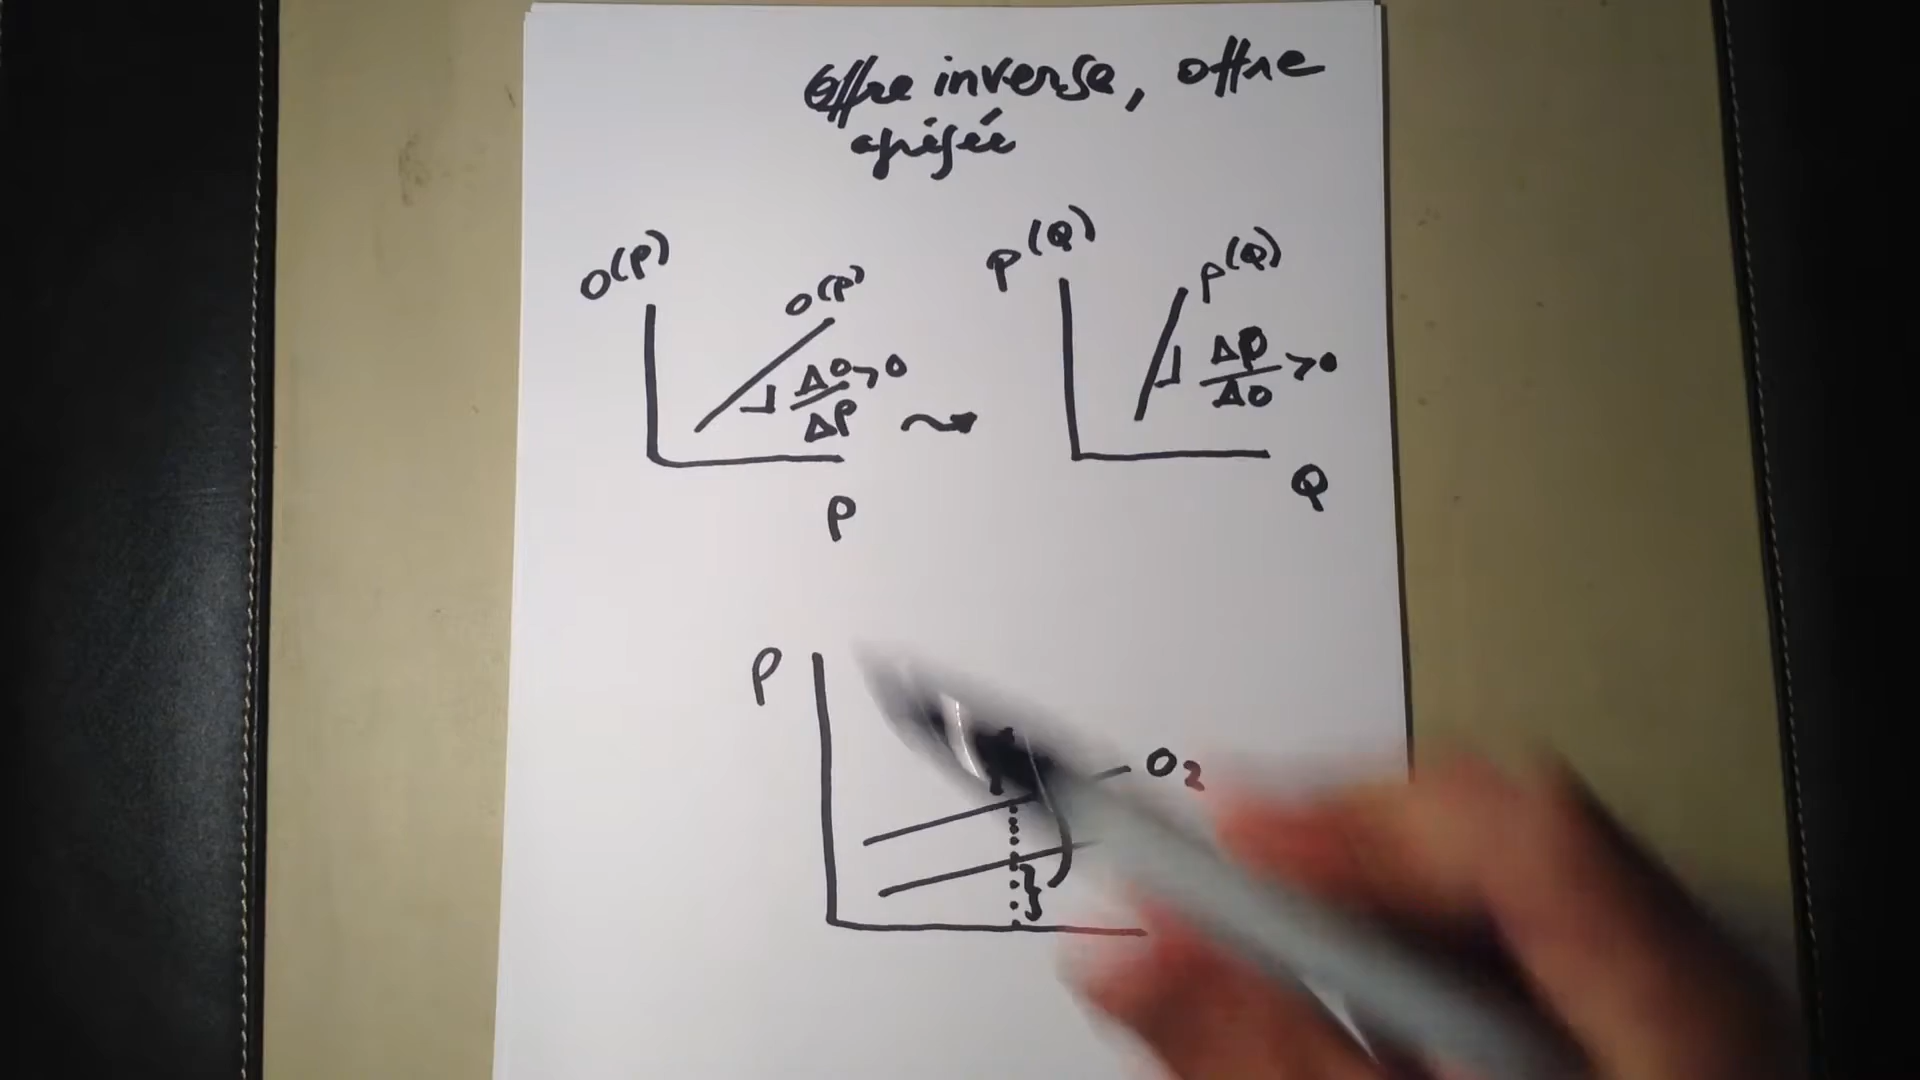 Offre inverse, offre
agrégée
O(P)
O(P)
ΔO
ΔP
>0
P
P(Q)
P(Q)
ΔP
ΔO
>0
Q
P
O2